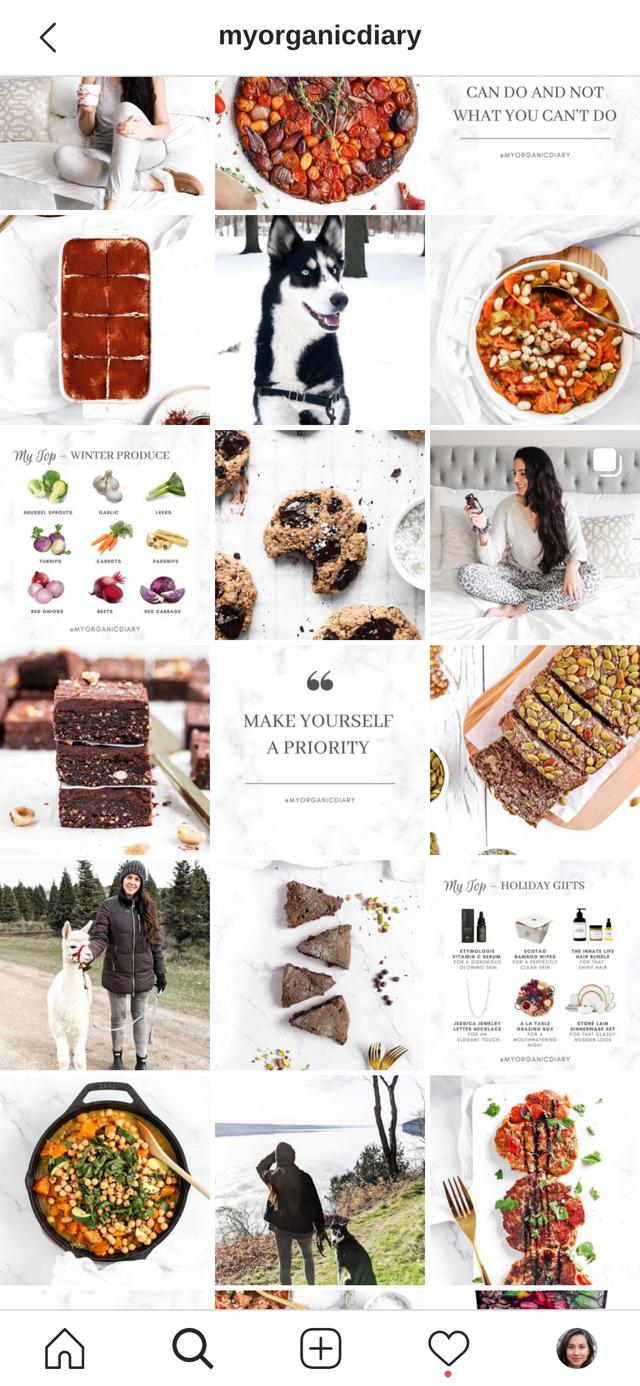 myorganicdiary
CAN DO AND NOT
WHAT YOU CAN'T DO
@MYORGANICDIARY
My Top – WINTER PRODUCE
BRUSSEL SPROUTS
GARLIC
LEEKS
TURNIPS
CARROTS
PARSNIPS
RED ONIONS
BEETS
RED CABBAGE
@MYORGANICDIARY
“
MAKE YOURSELF
A PRIORITY
@MYORGANICDIARY
My Top – HOLIDAY GIFTS
ETYMOLOGIE
VITAMIN C SERUM
FOR A GORGEOUS
GLOWING SKIN
ECOTAO
BAMBOO WIPES
FOR A PERFECTLY
CLEAN SKIN
THE INNATE LIFE
HAIR BUNDLE
FOR THAT
SHINY HAIR
JESSICA JEWELRY
LETTER NECKLACE
FOR AN
ELEGANT TOUCH
A LA TABLE
GRAZING BOX
FOR A
MOUTHWATERING
NIGHT
STONE LAIN
DINNERWARE SET
FOR THAT CLASSY
MODERN LOOK
@MYORGANICDIARY